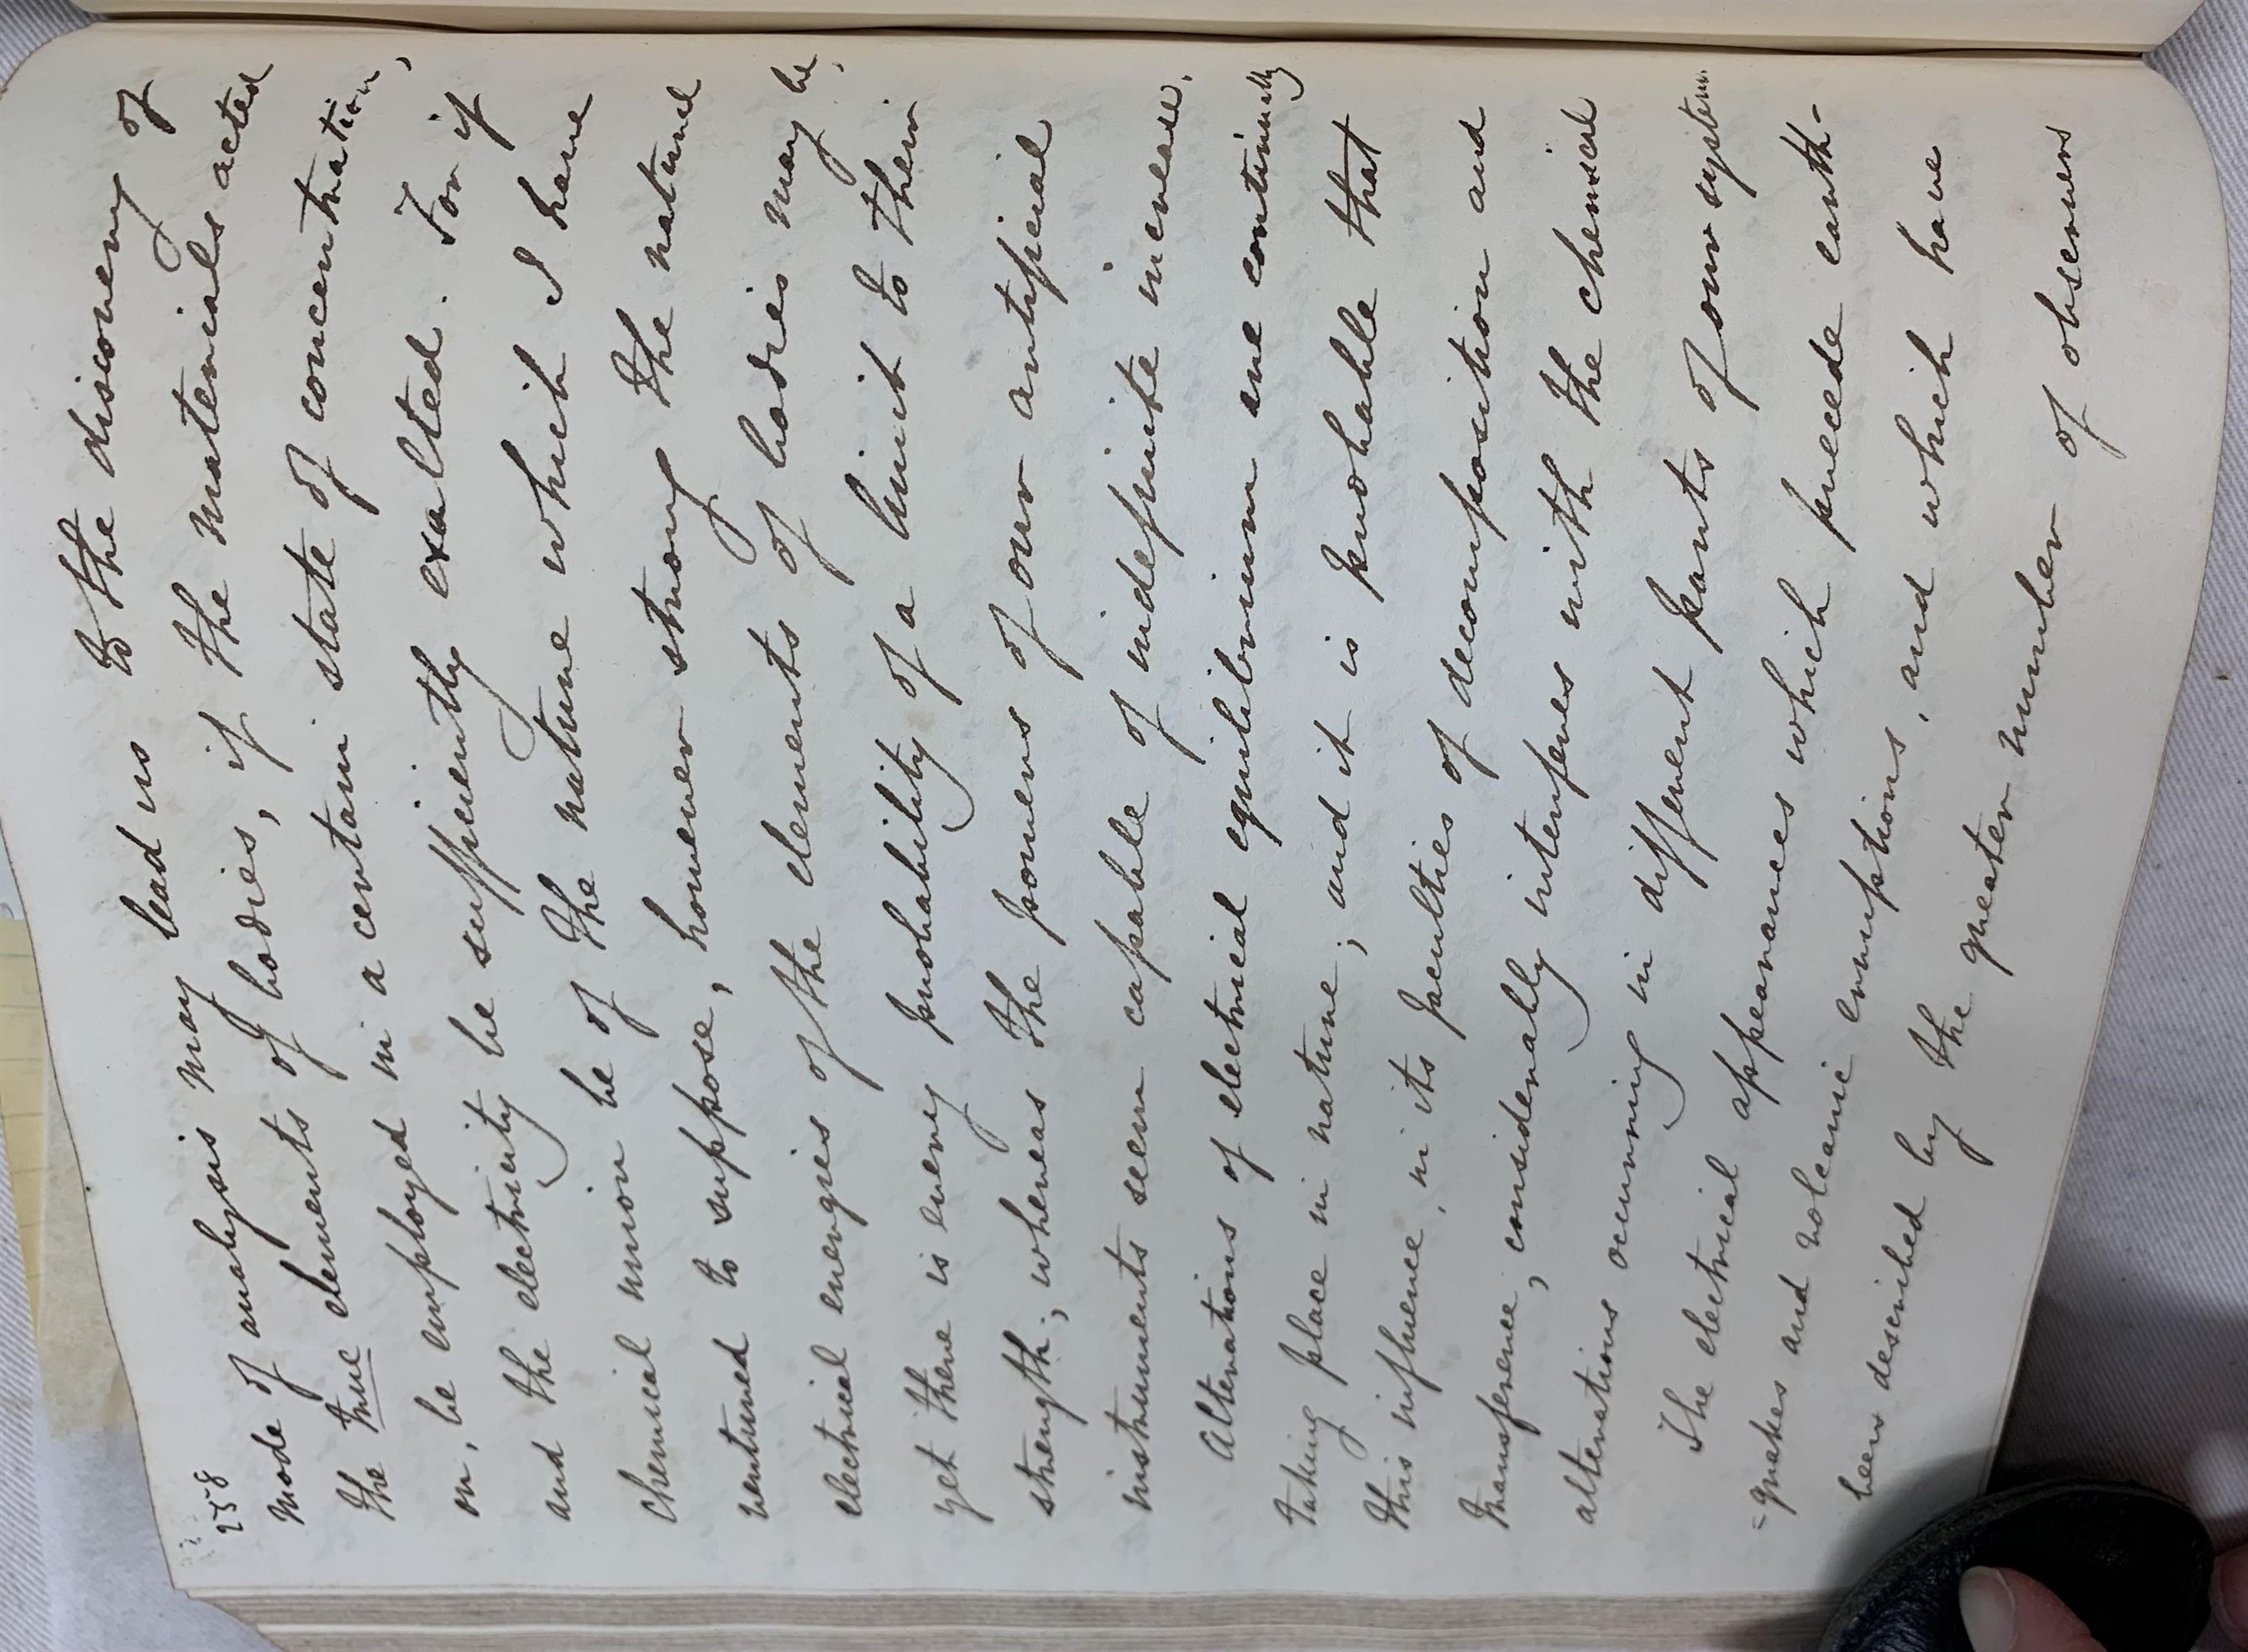 258
mode of analysis may lead us to the discovery of
the true elements of bodies, if the materials acted
on, be employed in a certain state of concentration,
and the electricity be sufficiently exalted. For if
chemical union be of the nature which I have
ventured to suppose, however strong the natural
electrical energies of the elements of bodies may be,
yet there is every probability of a limit to their
strength; whereas the powers of our artificial
instruments seem capable of indefinite increase.
Alterations of electrical equilibrium are continually
taking place in nature; and it is probable that
this influence, in its faculties of decomposition and
transference, considerably interferes with the chemical
alterations occurring in different parts of our system.
The electrical appearances which precede earth-
-quakes and volcanic erruptions, and which have
been described by the greater number of observers